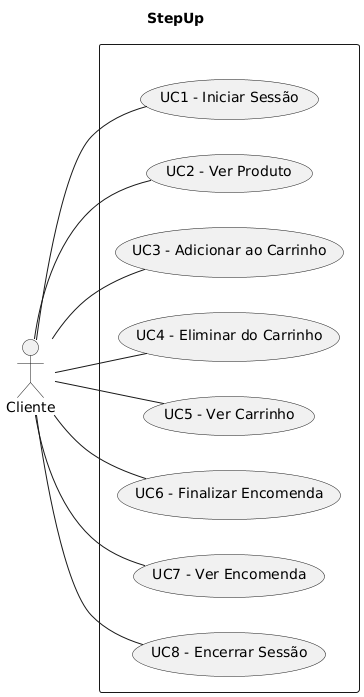 StepUp
UC1 - Iniciar Sessão
UC2 - Ver Produto
UC3 - Adicionar ao Carrinho
UC4 - Eliminar do Carrinho
Cliente
UC5 - Ver Carrinho
UC6 - Finalizar Encomenda
UC7 - Ver Encomenda
UC8 - Encerrar Sessão